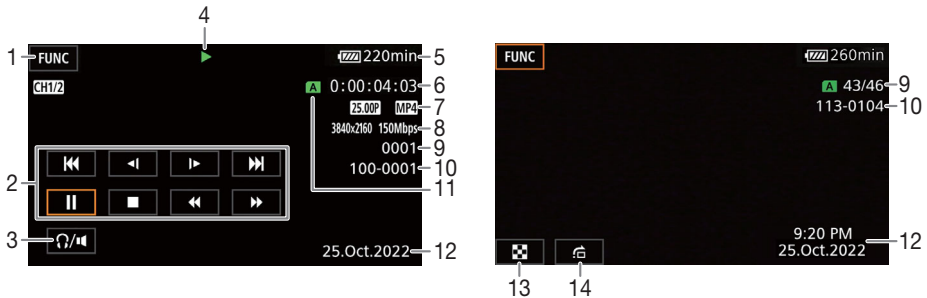 4
1
FUNC
220min
5
CH1/2
A
0:00:04:03
6
25.00P
MP4
7
3840x2160 150Mbps
8
0001
9
100-0001
10
2
11
3
25.Oct.2022
12
FUNC
260min
A
43/46
9
113-0104
10
9:20 PM
25.Oct.2022
12
13
14